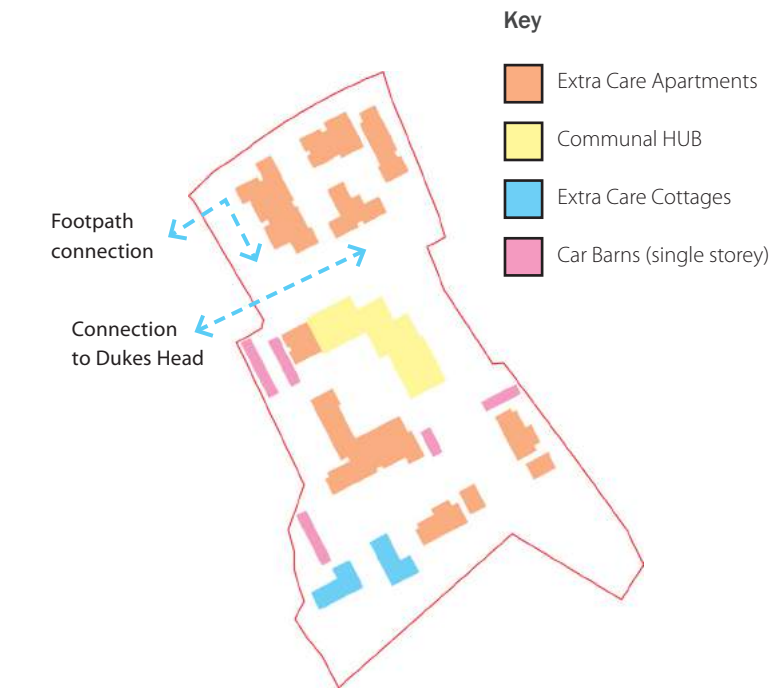 Key
Extra Care Apartments
Communal HUB
Extra Care Cottages
Car Barns (single storey)
Footpath
connection
Connection
to Dukes Head